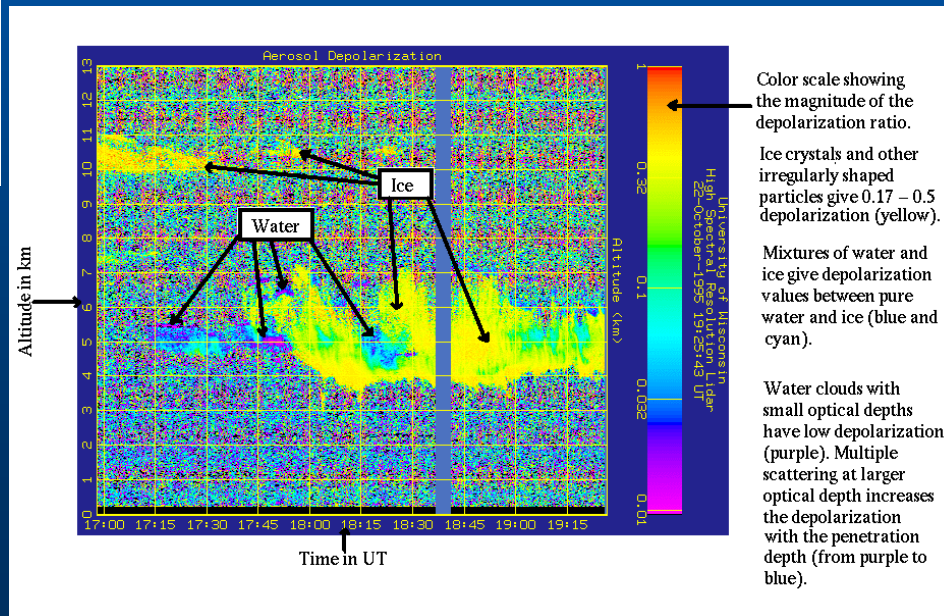 Aerosol Depolarization
13
12
11
10
9
8
7
6
5
4
3
2
1
0
17:00 17:15 17:30 17:45 18:00 18:15 18:30 18:45 19:00 19:15
Altitude in km
Time in UT
Water
Ice
Altitude (km)
1
0.32
0.1
0.032
0.01
University of Wisconsin
High Spectral Resolution Lidar
22-October-1995 19:26:43 UT
Color scale showing
the magnitude of the
depolarization ratio.
Ice crystals and other
irregularly shaped
particles give 0.17 – 0.5
depolarization (yellow).
Mixtures of water and
ice give depolarization
values between pure
water and ice (blue and
cyan).
Water clouds with
small optical depths
have low depolarization
(purple). Multiple
scattering at larger
optical depth increases
the depolarization
with the penetration
depth (from purple to
blue).